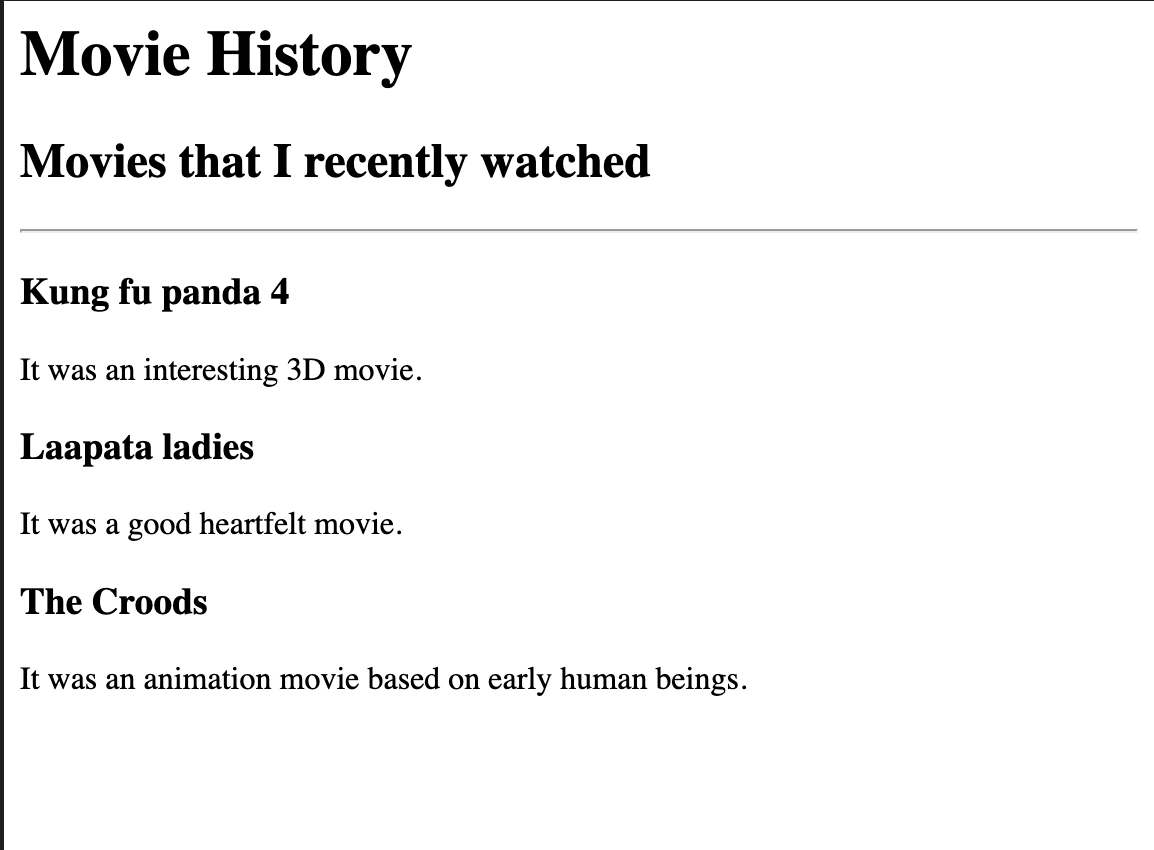 Movie History
Movies that I recently watched
Kung fu panda 4
It was an interesting 3D movie.
Laapata ladies
It was a good heartfelt movie.
The Croods
It was an animation movie based on early human beings.